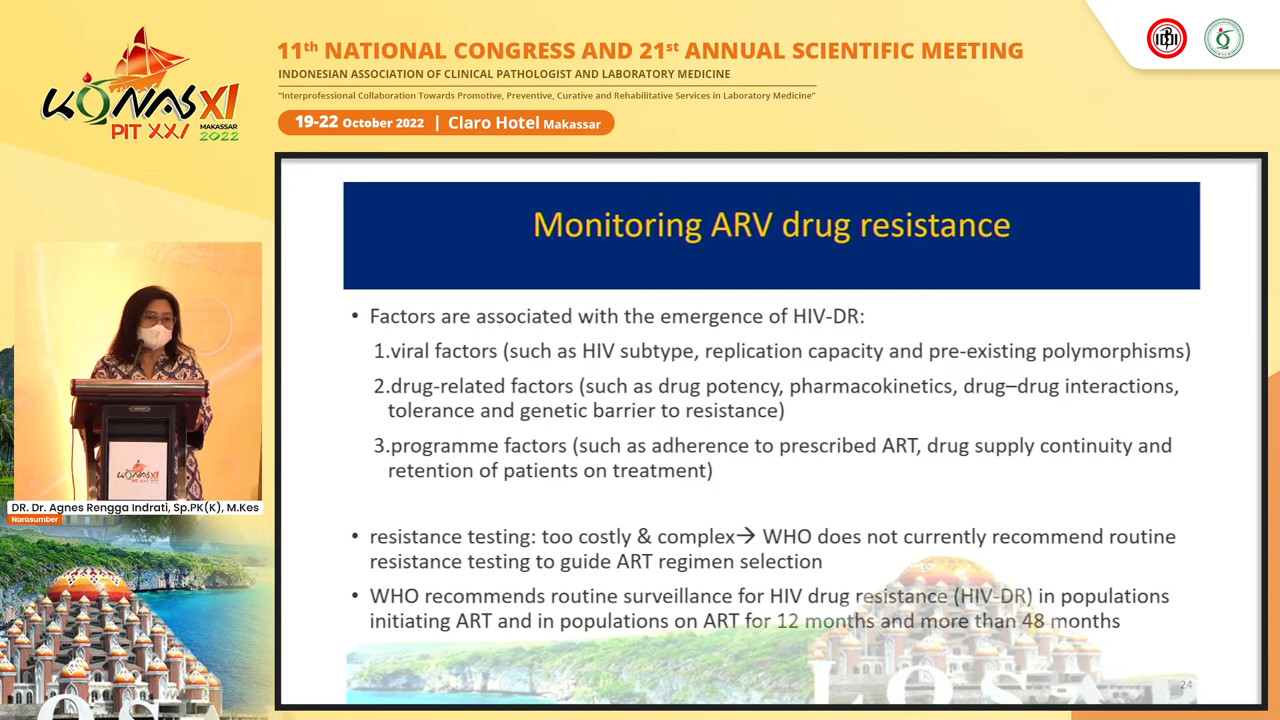 11th NATIONAL CONGRESS AND 21st ANNUAL SCIENTIFIC MEETING
INDONESIAN ASSOCIATION OF CLINICAL PATHOLOGIST AND LABORATORY MEDICINE
“Interprofessional Collaboration Towards Promotive, Preventive, Curative and Rehabilitative Services in Laboratory Medicine”
19-22 October 2022 | Claro Hotel Makassar
KONAS XI
PIT XXI
MAKASSAR
2022
IDI
Monitoring ARV drug resistance
• Factors are associated with the emergence of HIV-DR:
1.viral factors (such as HIV subtype, replication capacity and pre-existing polymorphisms)
2.drug-related factors (such as drug potency, pharmacokinetics, drug–drug interactions,
tolerance and genetic barrier to resistance)
3.programme factors (such as adherence to prescribed ART, drug supply continuity and
retention of patients on treatment)
• resistance testing: too costly & complex→ WHO does not currently recommend routine
resistance testing to guide ART regimen selection
• WHO recommends routine surveillance for HIV drug resistance (HIV-DR) in populations
initiating ART and in populations on ART for 12 months and more than 48 months
24
KONAS XI
DR. Dr. Agnes Rengga Indrati, Sp.PK(K), M.Kes
Narasumber